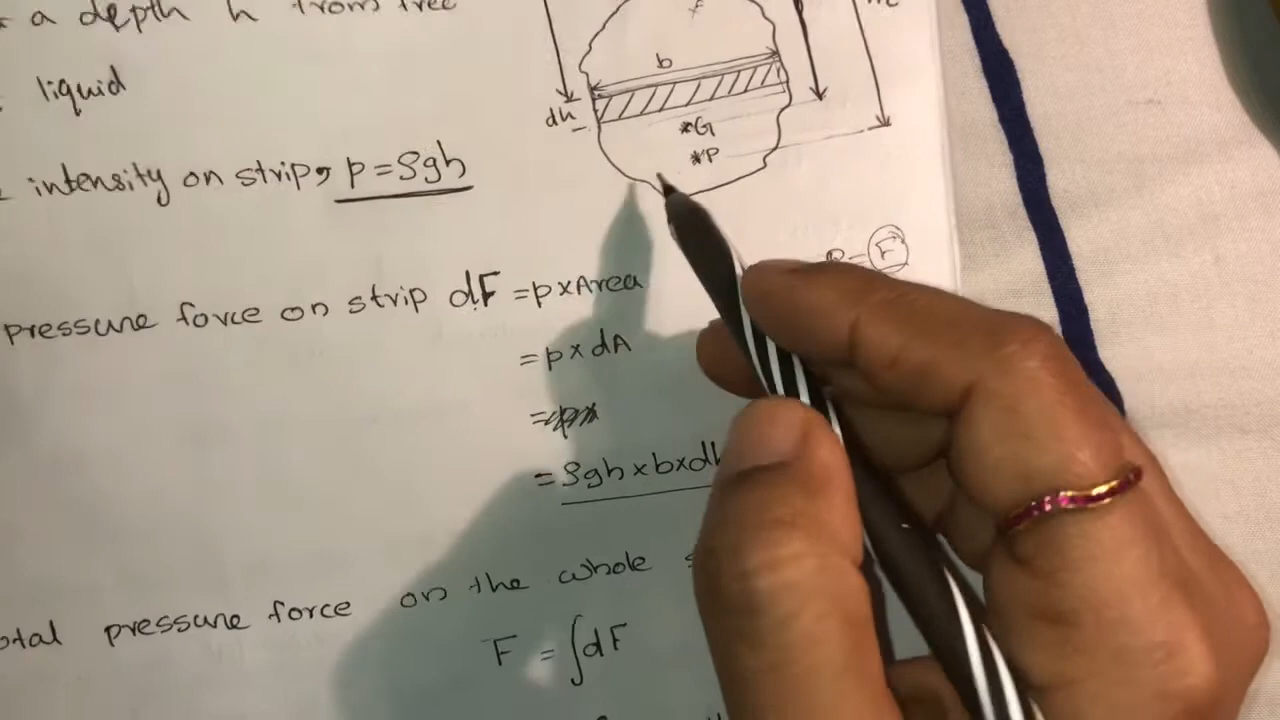 a depth h from free
liquid
b
dh
*G
*P
intensity on strip, p=ρgh
pressure force on strip dF =p×Area
=p×dA
=ρgh×b×dh
total pressure force on the whole
F = ∫dF